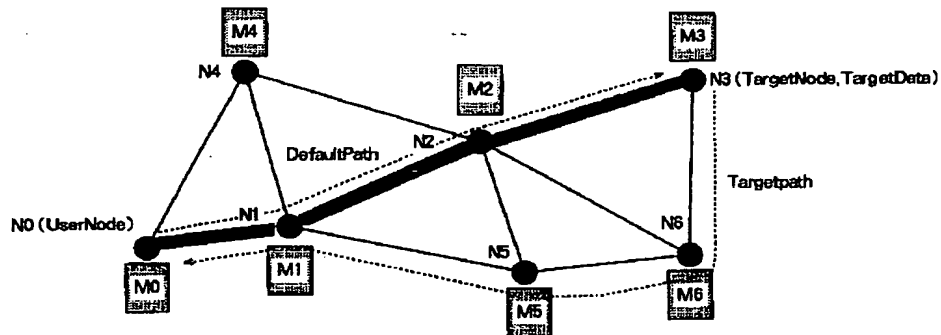 M4
M3
N4
N3 (TargetNode,TargetData)
M2
N2
DefaultPath
Targetpath
N0 (UserNode)
N1
N6
N5
M1
M0
M6
M5